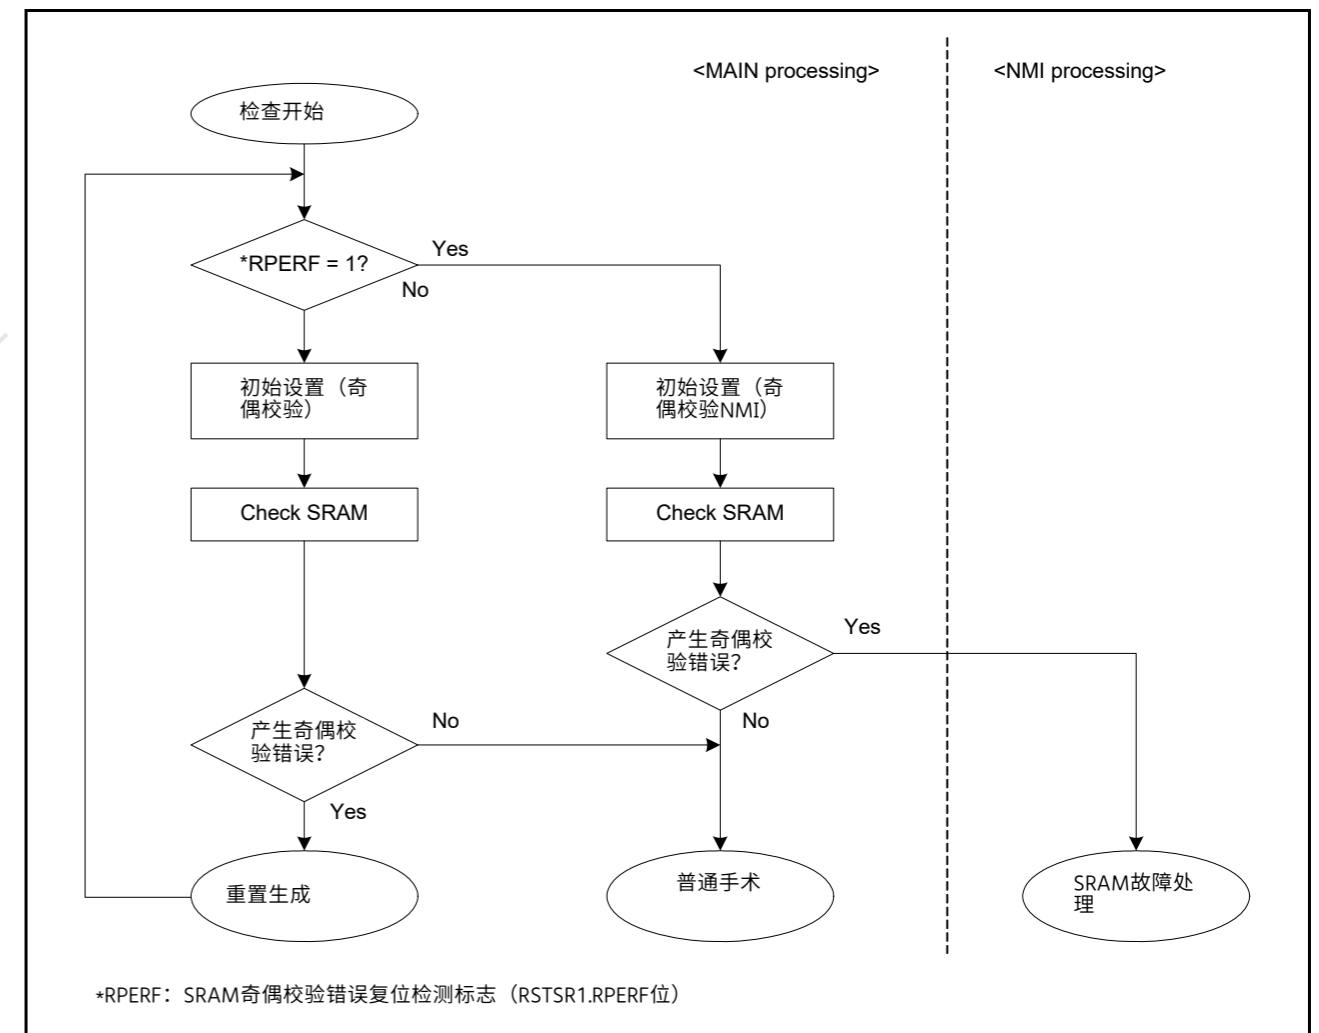 <MAIN processing>
<NMI processing>
检查开始
*RPERF = 1?
Yes
No
初始设置（奇
偶校验）
初始设置（奇
偶校验NMI）
Check SRAM
Check SRAM
产生奇偶校
验错误？
Yes
No
产生奇偶校
验错误？
No
Yes
重置生成
普通手术
SRAM故障处
理
*RPERF：SRAM奇偶校验错误复位检测标志（RSTSR1.RPERF位）